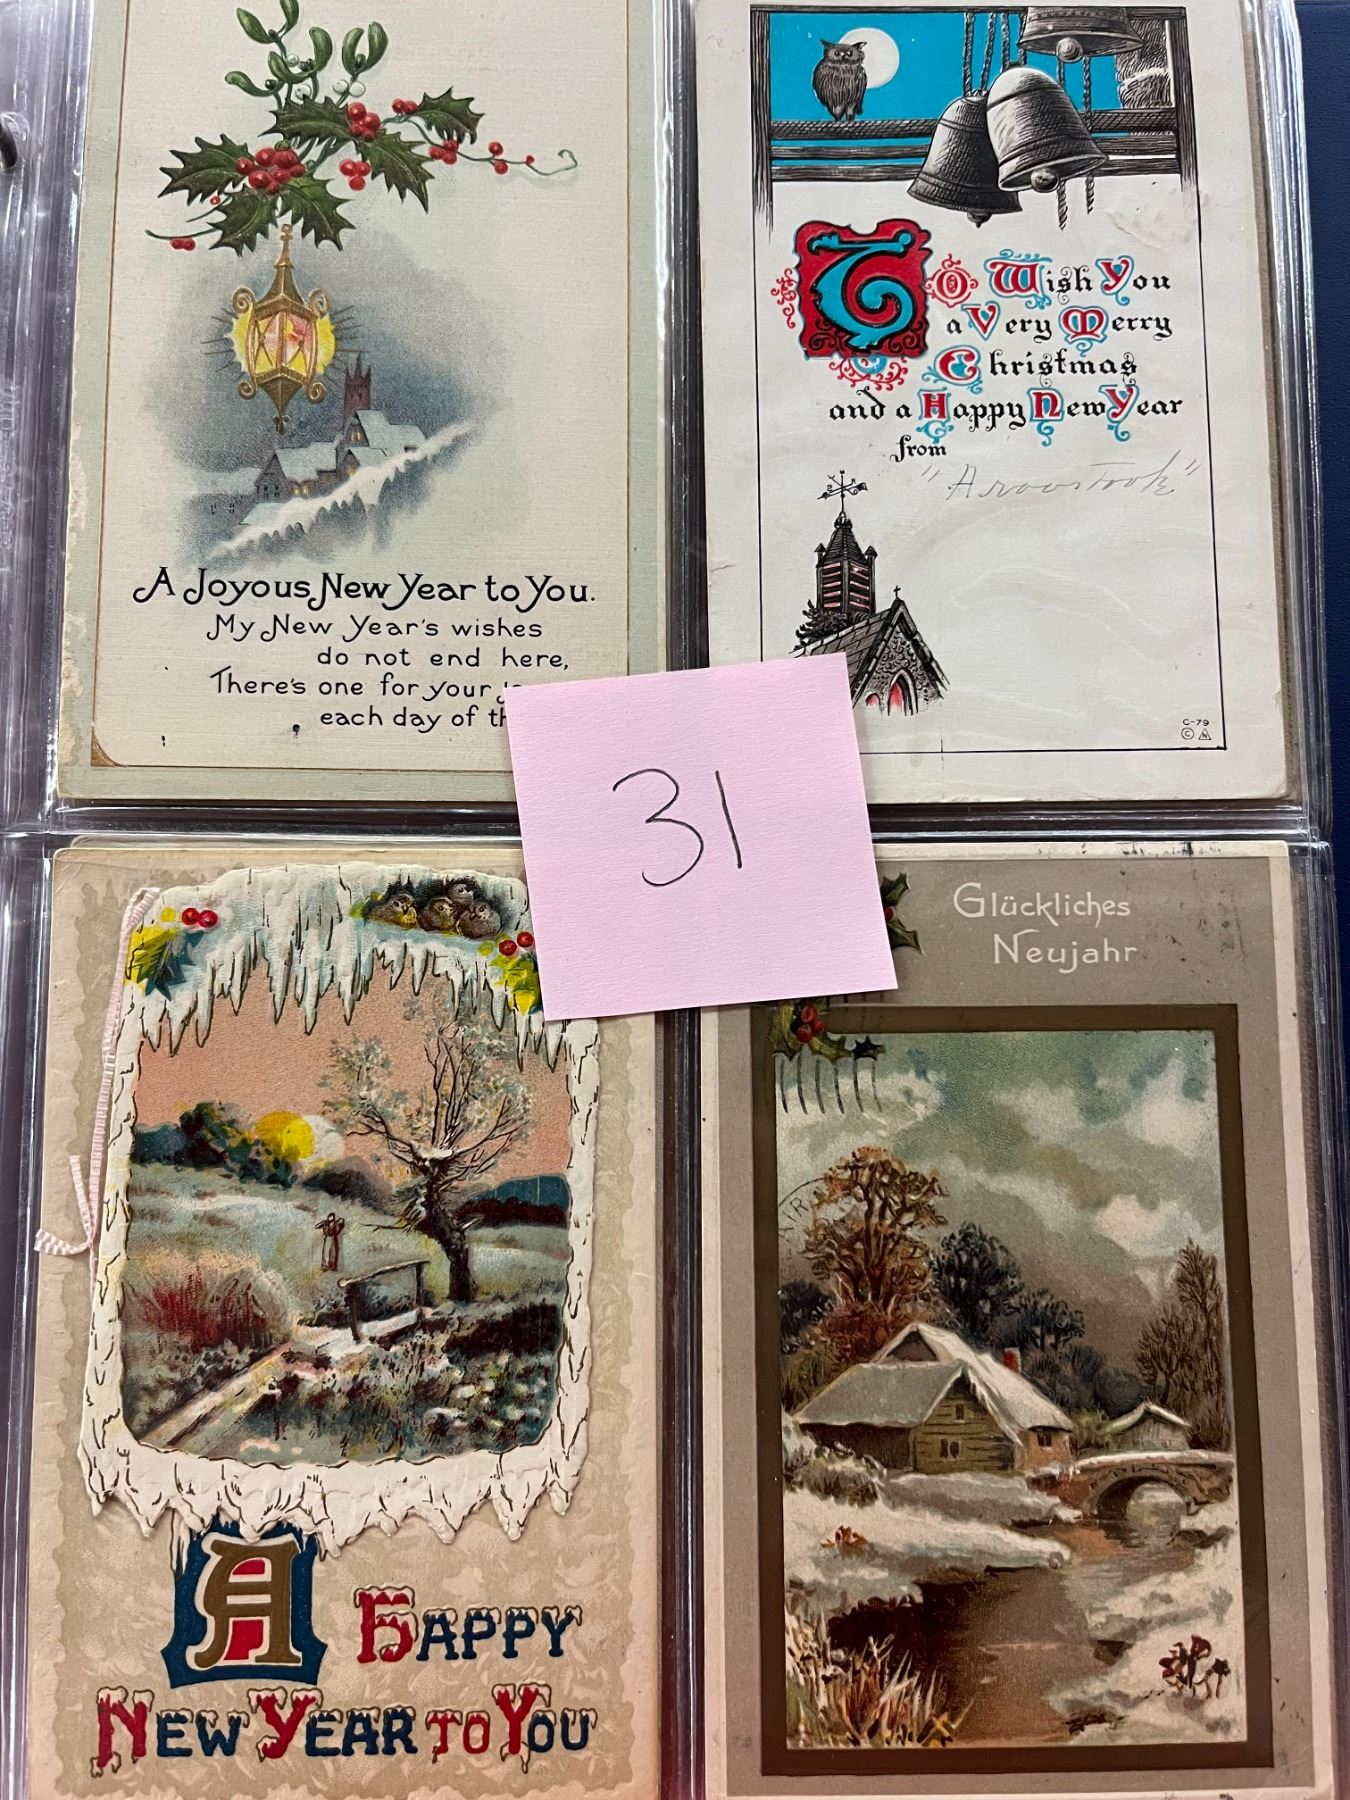 A Joyous New Year to You.
My New Year's wishes
do not end here,
There's one for your
each day of
To Wish You
a Very Merry
Christmas
and a Happy New Year
from
"Aroostook"
C-79
©
31
A Happy
New Year to You
Glückliches
Neujahr